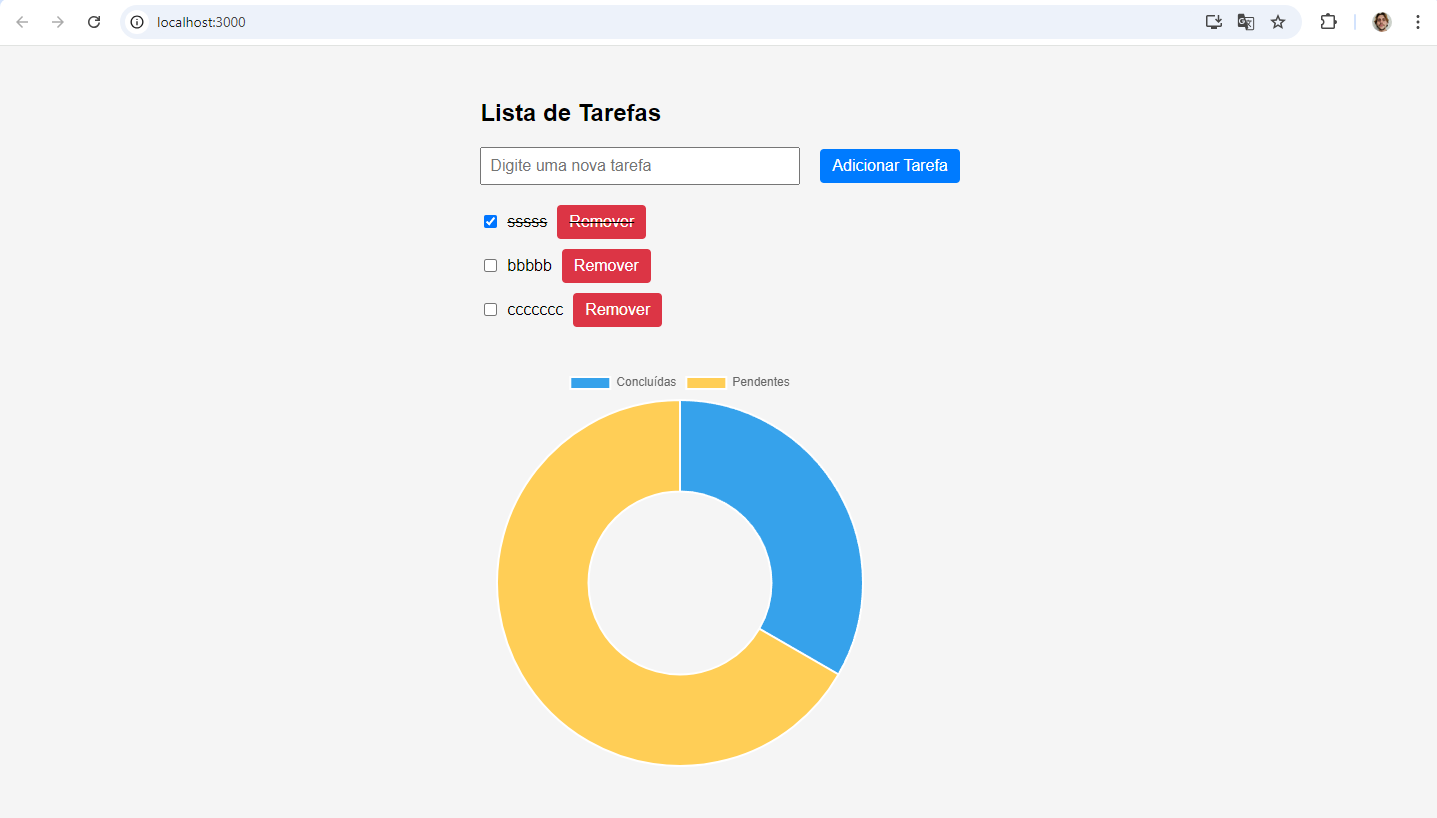 localhost:3000
Lista de Tarefas
Digite uma nova tarefa Adicionar Tarefa
sssss Remover
bbbbb Remover
ccccccc Remover
Concluídas Pendentes